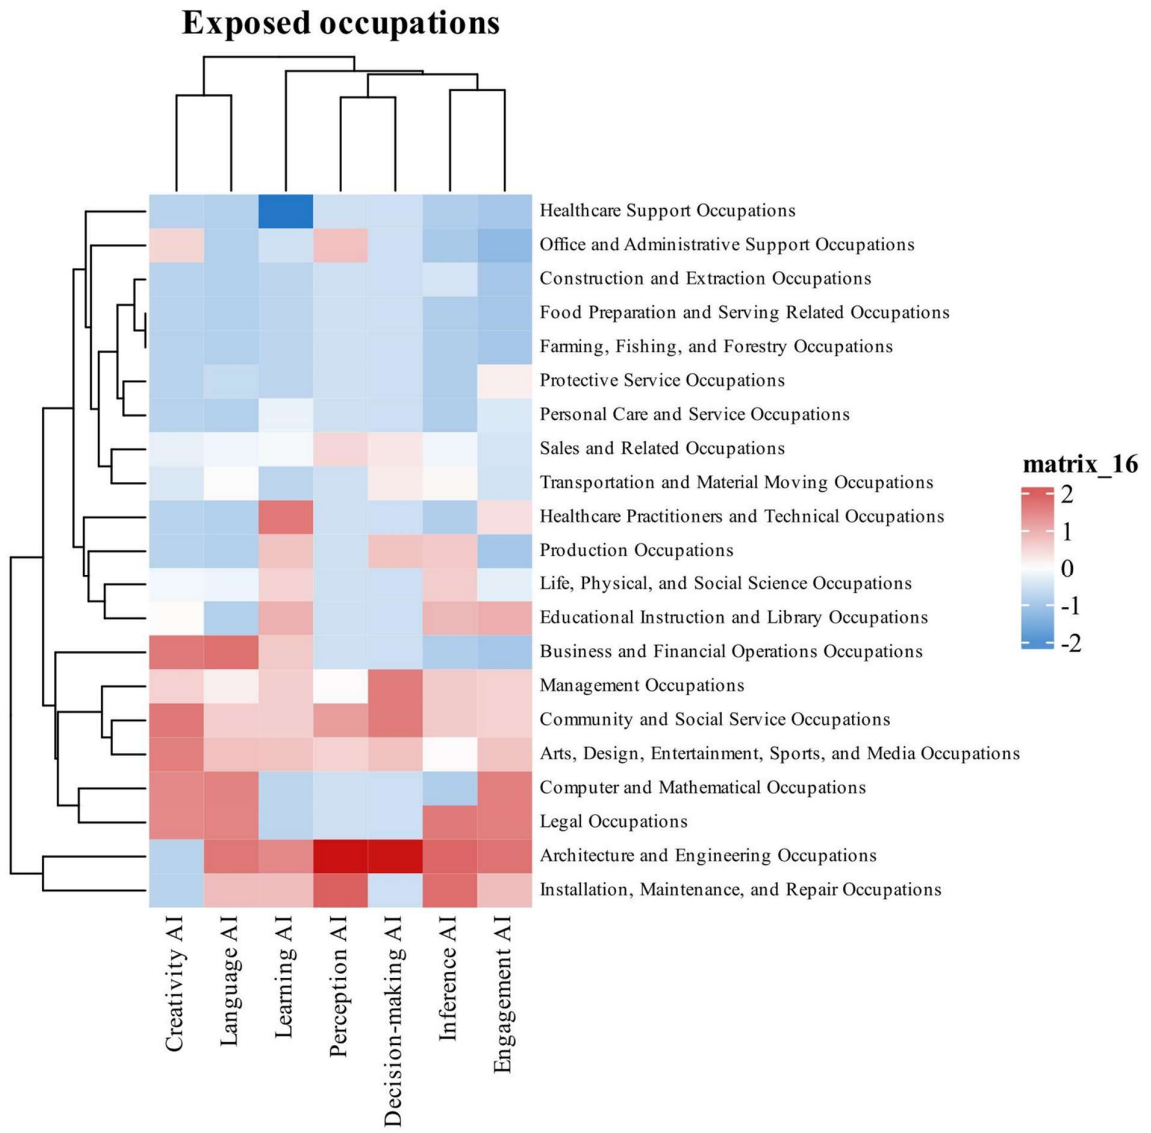 Exposed occupations
Healthcare Support Occupations
Office and Administrative Support Occupations
Construction and Extraction Occupations
Food Preparation and Serving Related Occupations
Farming, Fishing, and Forestry Occupations
Protective Service Occupations
Personal Care and Service Occupations
Sales and Related Occupations
Transportation and Material Moving Occupations
Healthcare Practitioners and Technical Occupations
Production Occupations
Life, Physical, and Social Science Occupations
Educational Instruction and Library Occupations
Business and Financial Operations Occupations
Management Occupations
Community and Social Service Occupations
Arts, Design, Entertainment, Sports, and Media Occupations
Computer and Mathematical Occupations
Legal Occupations
Architecture and Engineering Occupations
Installation, Maintenance, and Repair Occupations
matrix_16
2
1
0
-1
-2
Creativity AI
Language AI
Learning AI
Perception AI
Decision-making AI
Inference AI
Engagement AI